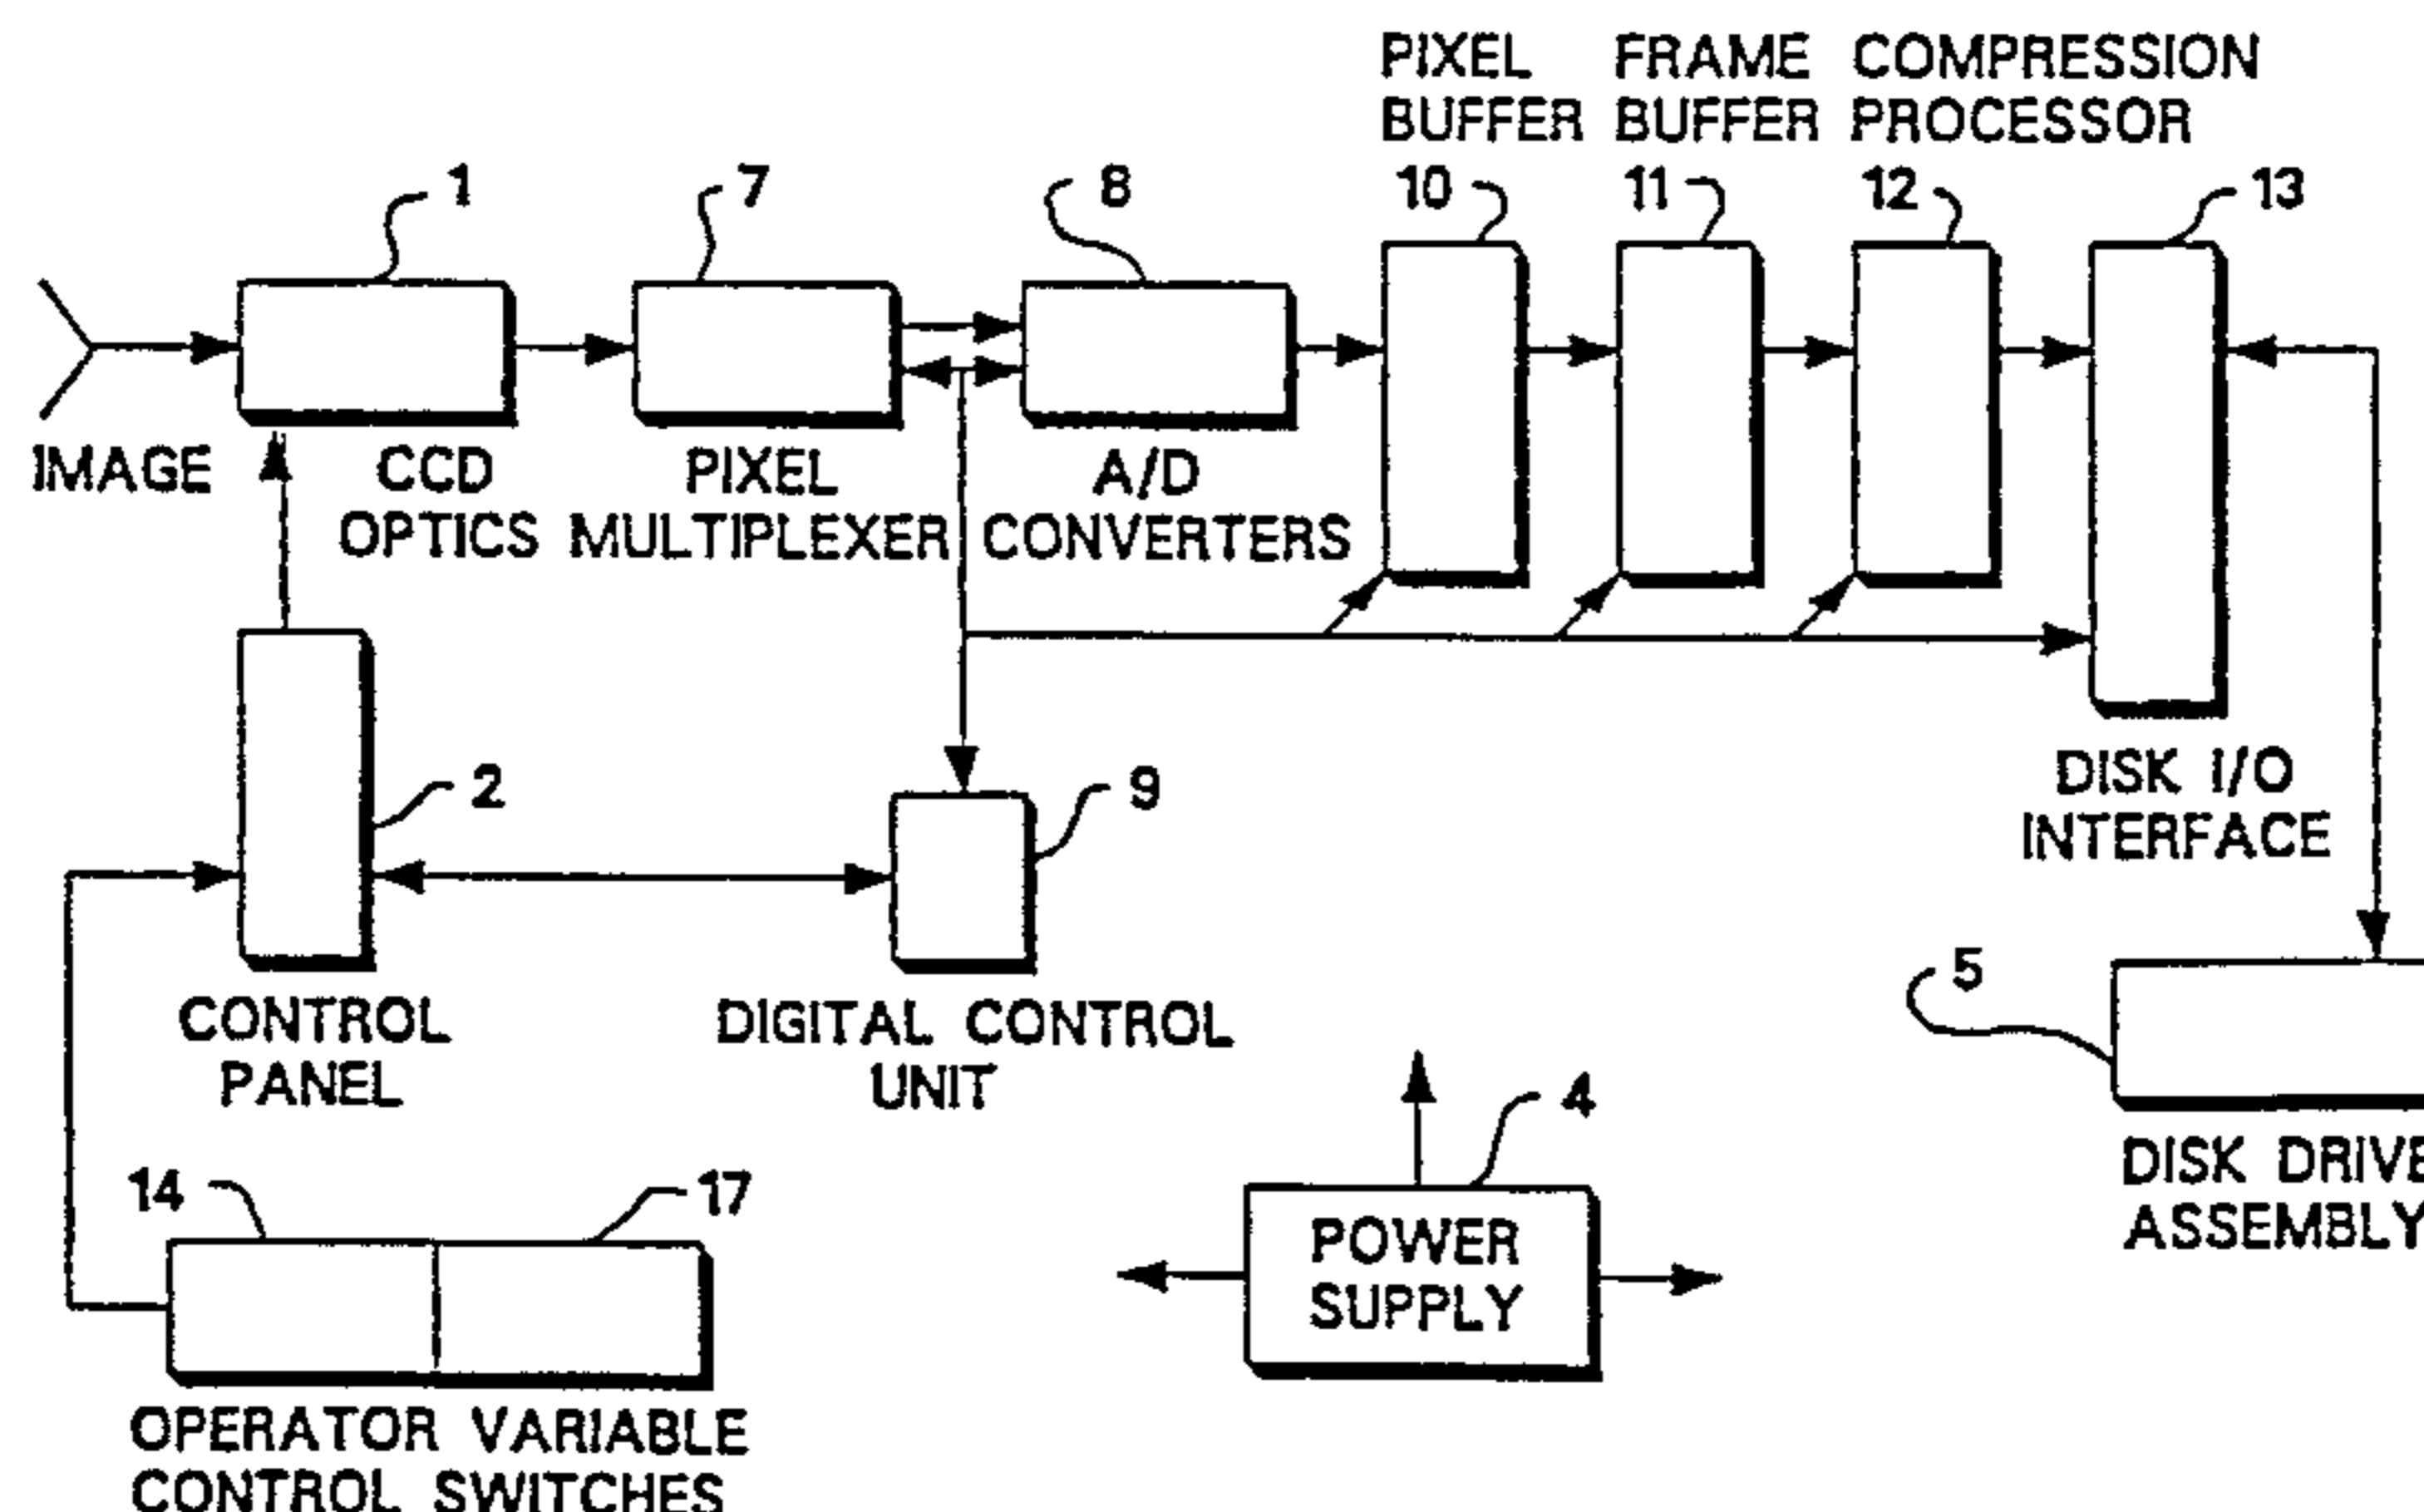 PIXEL BUFFER
FRAME BUFFER
COMPRESSION PROCESSOR
1
7
8
10
11
12
13
IMAGE
CCD OPTICS
PIXEL MULTIPLEXER
A/D CONVERTERS
2
9
DISK I/O
INTERFACE
5
CONTROL
PANEL
DIGITAL CONTROL
UNIT
4
DISK DRIVE
ASSEMBLY
14
17
POWER
SUPPLY
OPERATOR VARIABLE
CONTROL SWITCHES